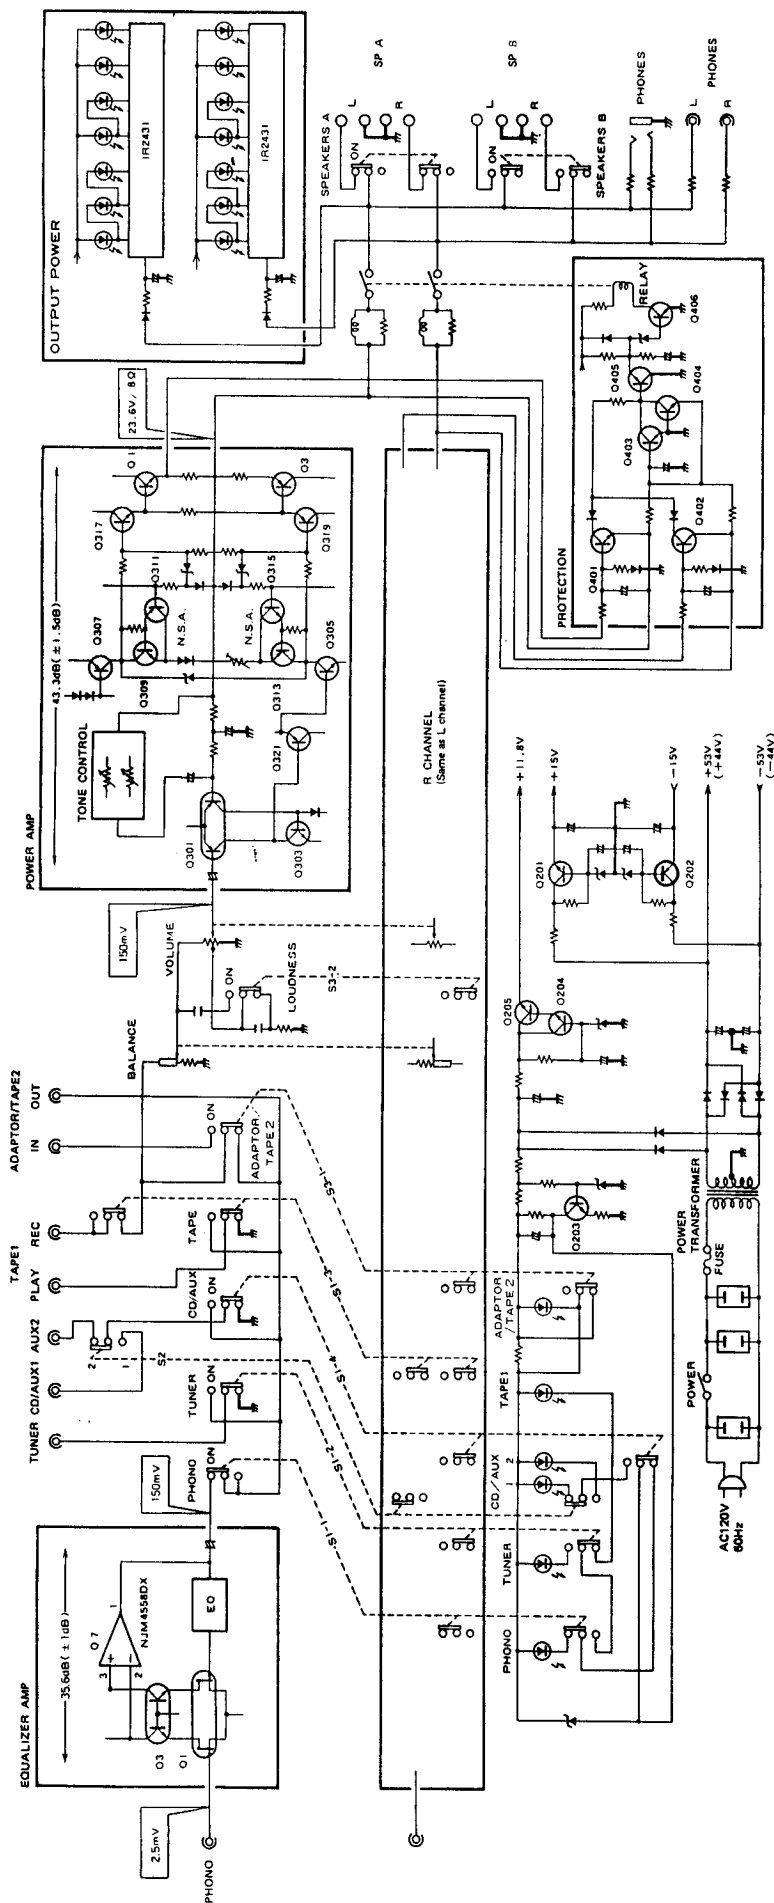 EQUALIZER AMP
35.6dB (±1dB)
2.5mV
PHONO
Q1
Q3
3
2
1
Q7
NJM4558DX
EQ
150mV
TUNER
CD/AUX1
AUX2
2
1
S2
TAPE1
PLAY
REC
ADAPTOR/TAPE2
IN
OUT
PHONO
ON
TUNER
ON
CD/AUX
ON
TAPE
ON
ADAPTOR/
TAPE2
ON
S1-1
S1-2
S1-4
S1-3
S3-1
BALANCE
VOLUME
ON
LOUDNESS
S3-2
150mV
POWER AMP
43.3dB (±1.5dB)
TONE CONTROL
Q301
Q303
Q321
Q305
Q307
Q309
Q311
N.S.A.
N.S.A.
Q313
Q315
Q317
Q319
Q1
Q3
23.6V/8Ω
R CHANNEL
(Same as L channel)
OUTPUT POWER
IR2431
IR2431
SPEAKERS A
ON
L
R
SP A
ON
SPEAKERS B
L
R
SP B
PHONES
PHONES
L
R
PROTECTION
Q401
Q402
Q403
Q404
Q405
Q406
RELAY
PHONO
TUNER
CD/AUX
1
2
TAPE1
ADAPTOR
/TAPE2
Q203
Q205
Q204
Q201
Q202
+11.8V
+15V
-15V
+53V
(+44V)
-53V
(-44V)
AC120V
60Hz
POWER
FUSE
POWER
TRANSFORMER